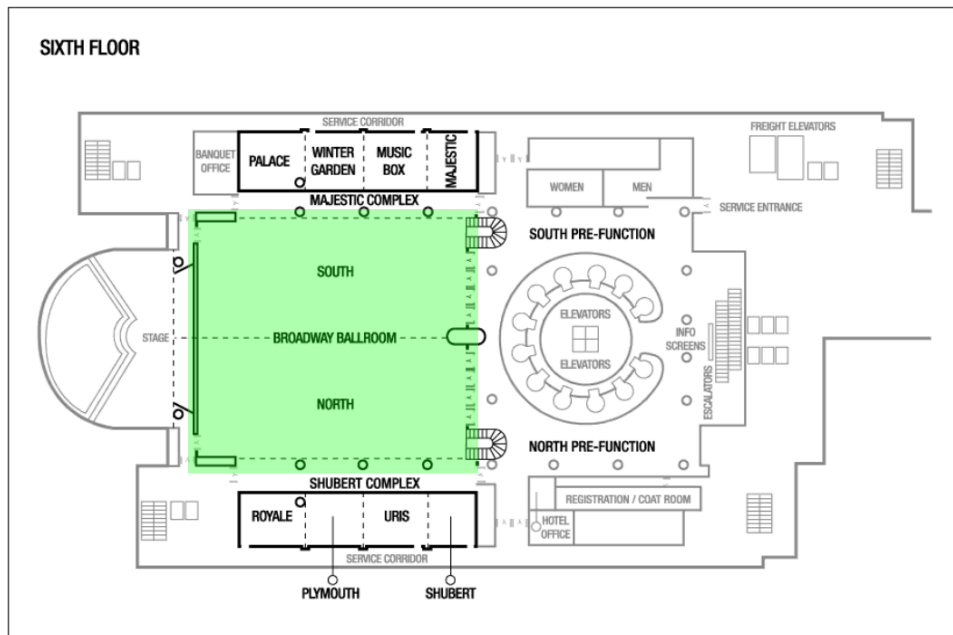 SIXTH FLOOR
SERVICE CORRIDOR
FREIGHT ELEVATORS
BANQUET
OFFICE
PALACE
WINTER
GARDEN
MUSIC
BOX
MAJESTIC
WOMEN
MEN
MAJESTIC COMPLEX
SERVICE ENTRANCE
SOUTH PRE-FUNCTION
SOUTH
STAGE
BROADWAY BALLROOM
ELEVATORS
ELEVATORS
INFO
SCREENS
ESCALATORS
NORTH
NORTH PRE-FUNCTION
SHUBERT COMPLEX
REGISTRATION / COAT ROOM
ROYALE
URIS
HOTEL
OFFICE
SERVICE CORRIDOR
PLYMOUTH
SHUBERT